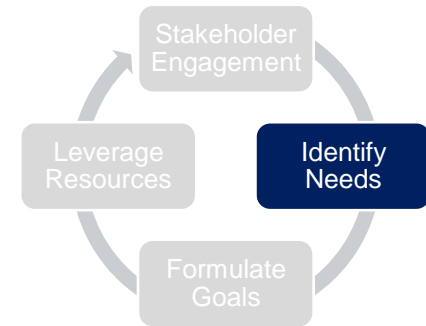 Stakeholder
Engagement
Identify
Needs
Formulate
Goals
Leverage
Resources